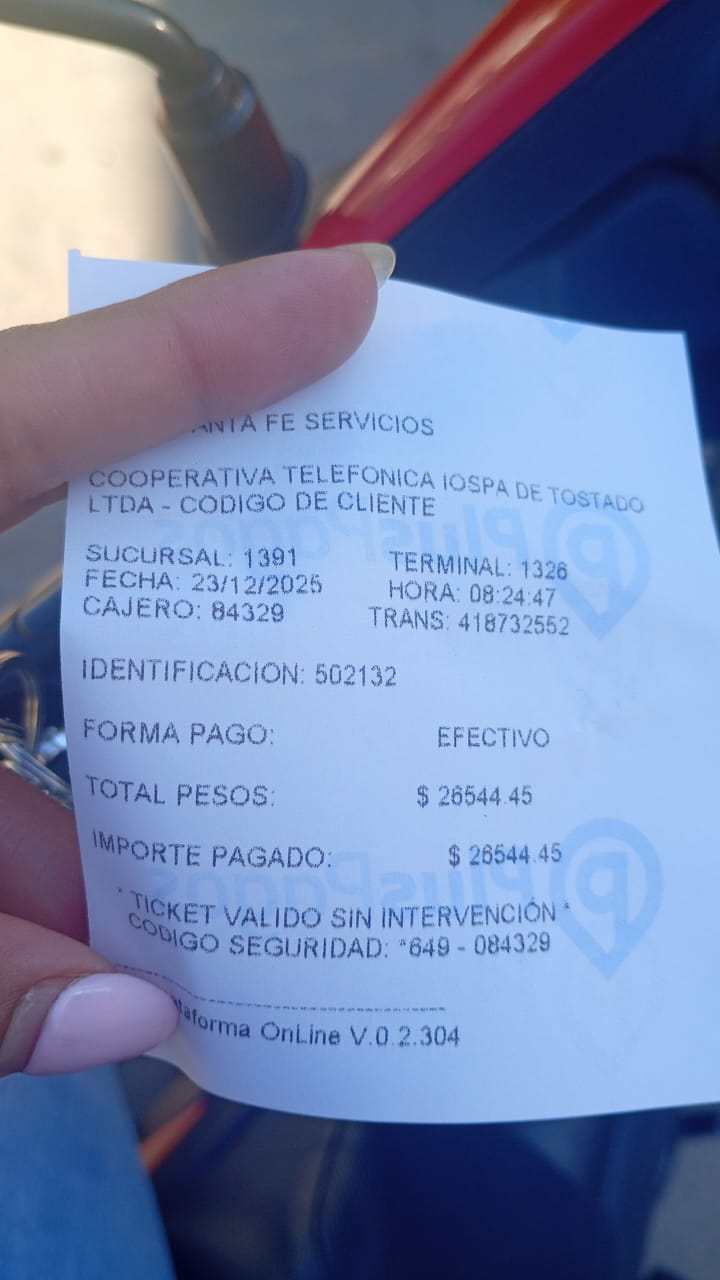 FE SERVICIOS
COOPERATIVA TELEFONICA IOSPA DE TOSTADO
LTDA - CODIGO DE CLIENTE
SUCURSAL: 1391 TERMINAL: 1326
FECHA: 23/12/2025 HORA: 08:24:47
CAJERO: 84329 TRANS: 418732552
IDENTIFICACION: 502132
FORMA PAGO: EFECTIVO
TOTAL PESOS: $ 26544.45
IMPORTE PAGADO: $ 26544.45
* TICKET VALIDO SIN INTERVENCIÓN *
CODIGO SEGURIDAD: *649 - 084329
OnLine V.0.2.304
PlusPagos
PlusPagos